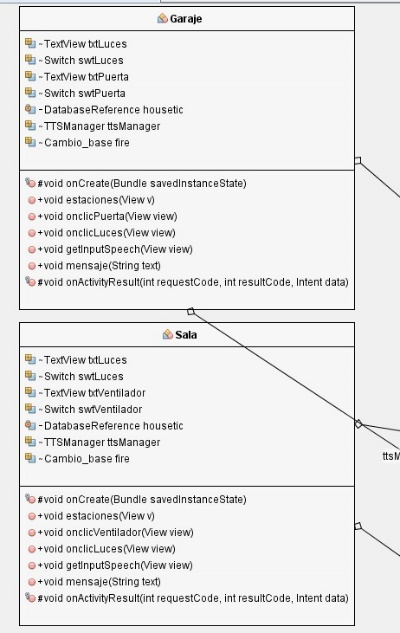 Garaje
~TextView txtLuces
~Switch swtLuces
~TextView txtPuerta
~Switch swtPuerta
-DatabaseReference housetic
~TTSManager ttsManager
~Cambio_base fire
#void onCreate(Bundle savedInstanceState)
+void estaciones(View v)
+void onclicPuerta(View view)
+void onclicLuces(View view)
+void getInputSpeech(View view)
+void mensaje(String text)
#void onActivityResult(int requestCode, int resultCode, Intent data)
Sala
~TextView txtLuces
~Switch swtLuces
~TextView txtVentilador
~Switch swtVentilador
-DatabaseReference housetic
~TTSManager ttsManager
~Cambio_base fire
ttsM
#void onCreate(Bundle savedInstanceState)
+void estaciones(View v)
+void onclicVentilador(View view)
+void onclicLuces(View view)
+void getInputSpeech(View view)
+void mensaje(String text)
#void onActivityResult(int requestCode, int resultCode, Intent data)